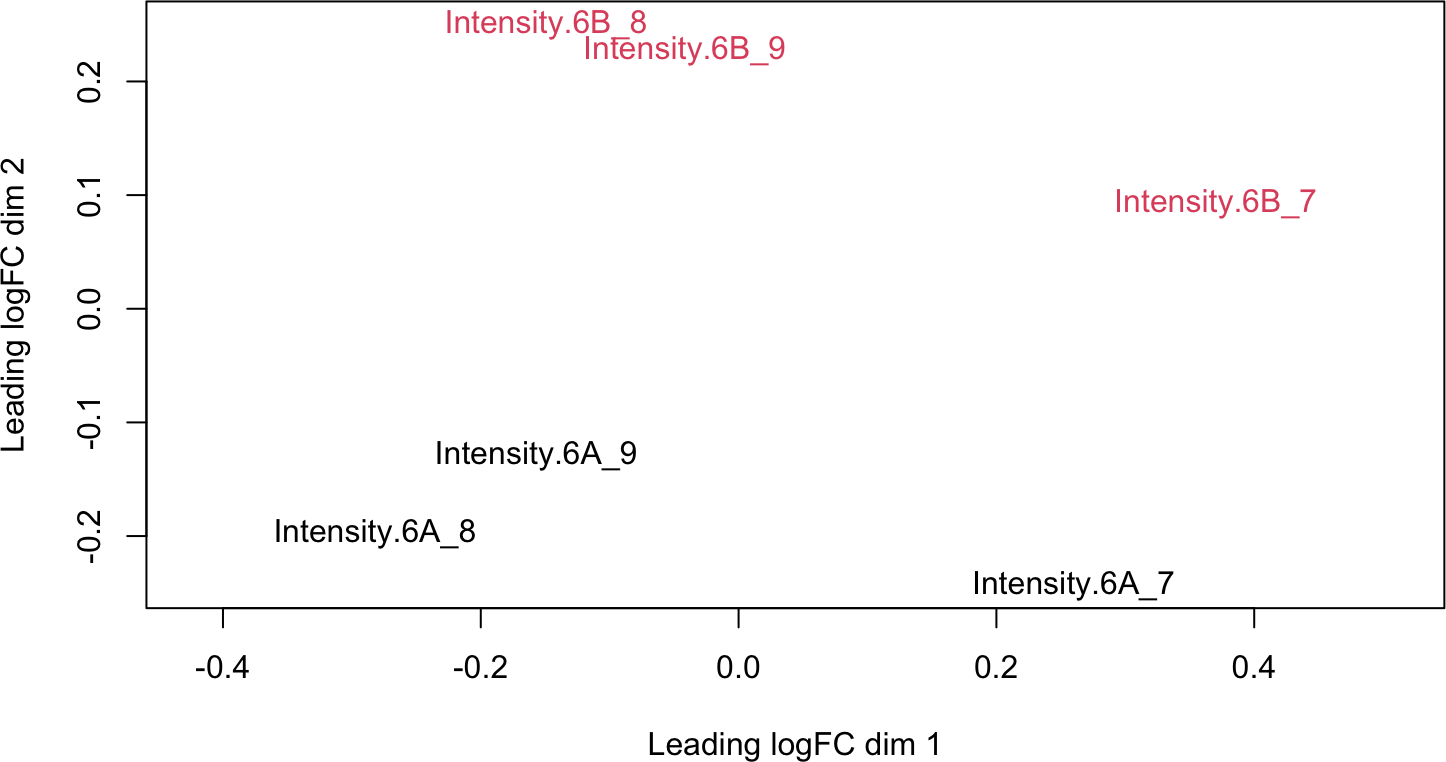 Intensity.6B_8
Intensity.6B_9
Intensity.6B_7
Intensity.6A_9
Intensity.6A_8
Intensity.6A_7
Leading logFC dim 2
0.2
0.1
0.0
-0.1
-0.2
-0.4 -0.2 0.0 0.2 0.4
Leading logFC dim 1